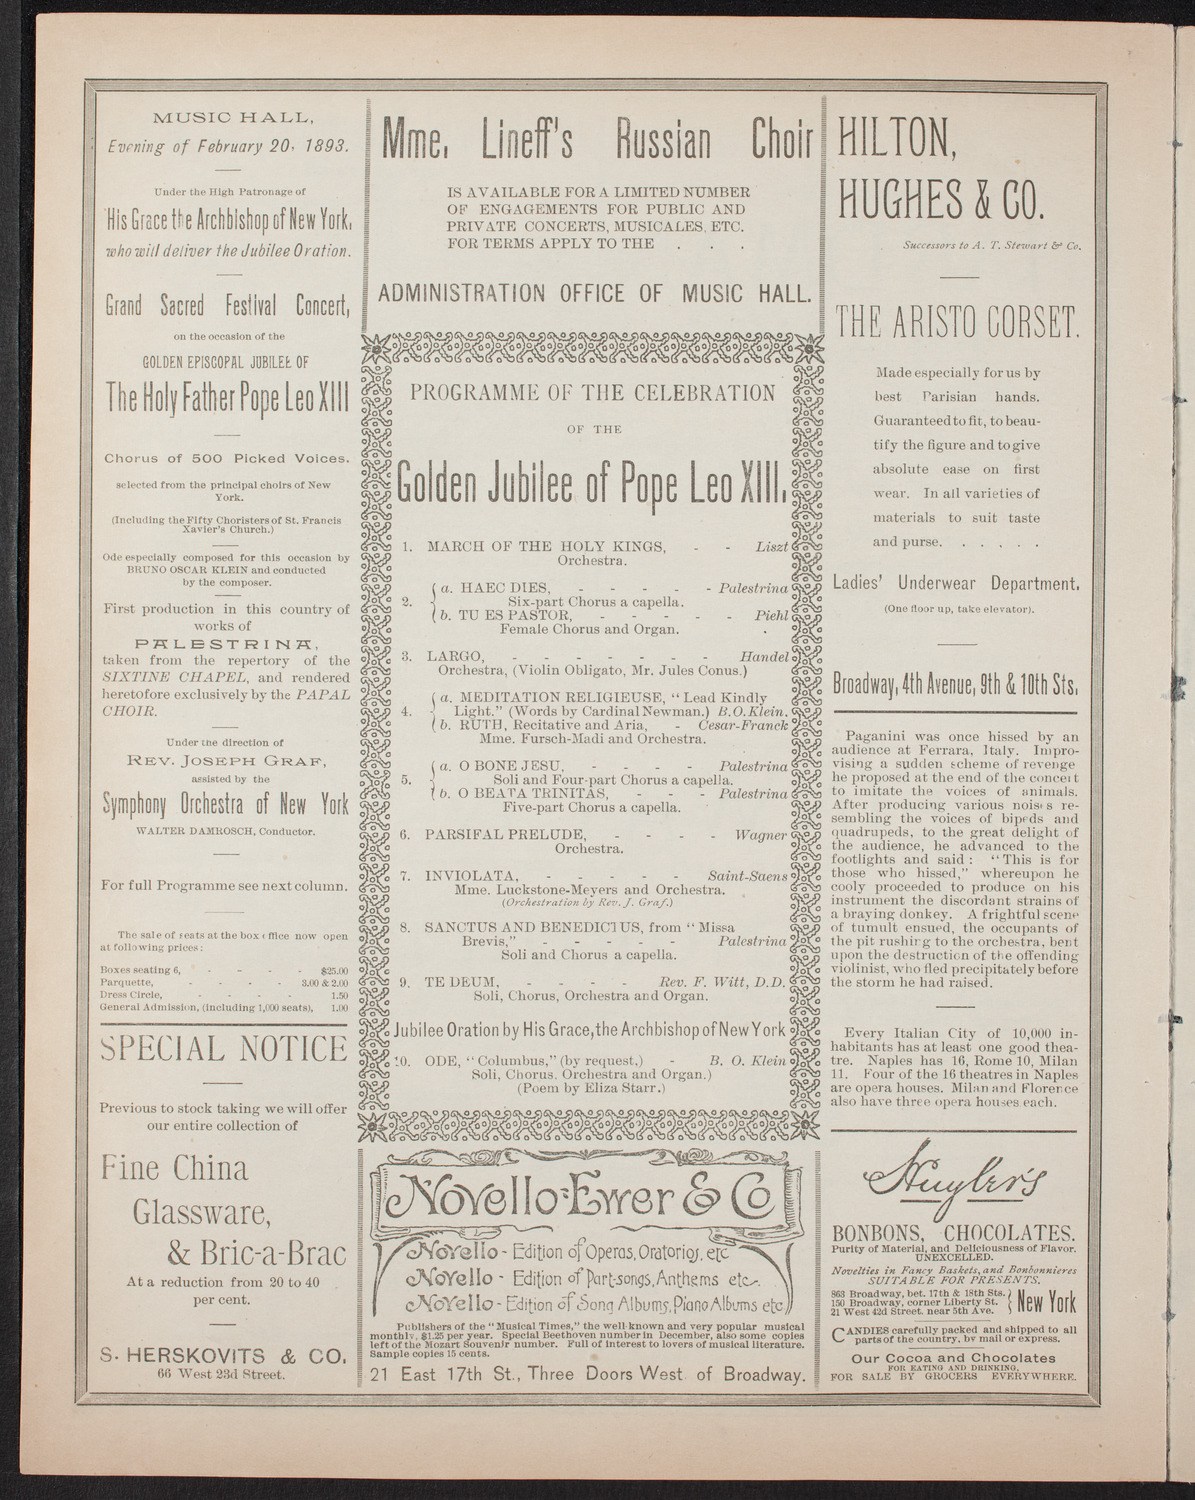 MUSIC HALL,
Evening of February 20, 1893.
Under the High Patronage of
His Grace the Archbishop of New York,
who will deliver the Jubilee Oration.
Grand Sacred Festival Concert,
on the occasion of the
GOLDEN EPISCOPAL JUBILEE OF
The Holy Father Pope Leo XIII
Chorus of 500 Picked Voices.
selected from the principal choirs of New
York.
(Including the Fifty Choristers of St. Francis
Xavier's Church.)
Ode especially composed for this occasion by
BRUNO OSCAR KLEIN and conducted
by the composer.
First production in this country of
works of
PALESTRINA,
taken from the repertory of the
SIXTINE CHAPEL, and rendered
heretofore exclusively by the PAPAL
CHOIR.
Under the direction of
REV. JOSEPH GRAF,
assisted by the
Symphony Orchestra of New York
WALTER DAMROSCH, Conductor.
For full Programme see next column.
The sale of seats at the box office now open
at following prices:
Boxes seating 6, - - - - $25.00
Parquette, - - - - 3.00 & 2.00
Dress Circle, - - - - 1.50
General Admission, (including 1,000 seats), 1.00
SPECIAL NOTICE
Previous to stock taking we will offer
our entire collection of
Fine China
Glassware,
& Bric-a-Brac
At a reduction from 20 to 40
per cent.
S. HERSKOVITS & CO.
66 West 23d Street.
Mme. Lineff's Russian Choir
IS AVAILABLE FOR A LIMITED NUMBER
OF ENGAGEMENTS FOR PUBLIC AND
PRIVATE CONCERTS, MUSICALES, ETC.
FOR TERMS APPLY TO THE . . .
ADMINISTRATION OFFICE OF MUSIC HALL.
PROGRAMME OF THE CELEBRATION
OF THE
Golden Jubilee of Pope Leo XIII.
1. MARCH OF THE HOLY KINGS, - - Liszt
Orchestra.
2. a. HAEC DIES, - - - - - Palestrina
Six-part Chorus a capella.
b. TU ES PASTOR, - - - - - Piehl
Female Chorus and Organ.
3. LARGO, - - - - - - - Handel
Orchestra, (Violin Obligato, Mr. Jules Conus.)
4. a. MEDITATION RELIGIEUSE, "Lead Kindly
Light." (Words by Cardinal Newman.) B. O. Klein.
b. RUTH, Recitative and Aria, - Cesar-Franck
Mme. Fursch-Madi and Orchestra.
5. a. O BONE JESU, - - - - Palestrina
Soli and Four-part Chorus a capella.
b. O BEATA TRINITAS, - - - Palestrina
Five-part Chorus a capella.
6. PARSIFAL PRELUDE, - - - - Wagner
Orchestra.
7. INVIOLATA, - - - - - Saint-Saens
Mme. Luckstone-Meyers and Orchestra.
(Orchestration by Rev. J. Graf.)
8. SANCTUS AND BENEDICTUS, from "Missa
Brevis," - - - - - Palestrina
Soli and Chorus a capella.
9. TE DEUM, - - - - Rev. F. Witt, D.D.
Soli, Chorus, Orchestra and Organ.
Jubilee Oration by His Grace, the Archbishop of New York
10. ODE, "Columbus," (by request,) - B. O. Klein
Soli, Chorus, Orchestra and Organ.)
(Poem by Eliza Starr.)
Novello-Ewer & Co
Novello - Edition of Operas, Oratorios, etc
Novello - Edition of Part-songs, Anthems etc.
Novello - Edition of Song Albums, Piano Albums etc
Publishers of the "Musical Times," the well-known and very popular musical
monthly, $1.25 per year. Special Beethoven number in December, also some copies
left of the Mozart Souvenir number. Full of interest to lovers of musical literature.
Sample copies 15 cents.
21 East 17th St., Three Doors West of Broadway.
HILTON,
HUGHES & CO.
Successors to A. T. Stewart & Co.
THE ARISTO CORSET.
Made especially for us by
best Parisian hands.
Guaranteed to fit, to beau-
tify the figure and to give
absolute ease on first
wear. In all varieties of
materials to suit taste
and purse. . . . . .
Ladies' Underwear Department.
(One floor up, take elevator).
Broadway, 4th Avenue, 9th & 10th Sts.
Paganini was once hissed by an
audience at Ferrara, Italy. Impro-
vising a sudden scheme of revenge
he proposed at the end of the concert
to imitate the voices of animals.
After producing various noises re-
sembling the voices of bipeds and
quadrupeds, to the great delight of
the audience, he advanced to the
footlights and said: "This is for
those who hissed," whereupon he
cooly proceeded to produce on his
instrument the discordant strains of
a braying donkey. A frightful scene
of tumult ensued, the occupants of
the pit rushing to the orchestra, bent
upon the destruction of the offending
violinist, who fled precipitately before
the storm he had raised.
Every Italian City of 10,000 in-
habitants has at least one good thea-
tre. Naples has 16, Rome 10, Milan
11. Four of the 16 theatres in Naples
are opera houses. Milan and Florence
also have three opera houses each.
Huyler's
BONBONS, CHOCOLATES.
Purity of Material, and Deliciousness of Flavor.
UNEXCELLED.
Novelties in Fancy Baskets, and Bonbonnieres
SUITABLE FOR PRESENTS.
863 Broadway, bet. 17th & 18th Sts.
150 Broadway, corner Liberty St.
21 West 42d Street, near 5th Ave.
New York
CANDIES carefully packed and shipped to all
parts of the country, by mail or express.
Our Cocoa and Chocolates
FOR EATING AND DRINKING,
FOR SALE BY GROCERS EVERYWHERE.